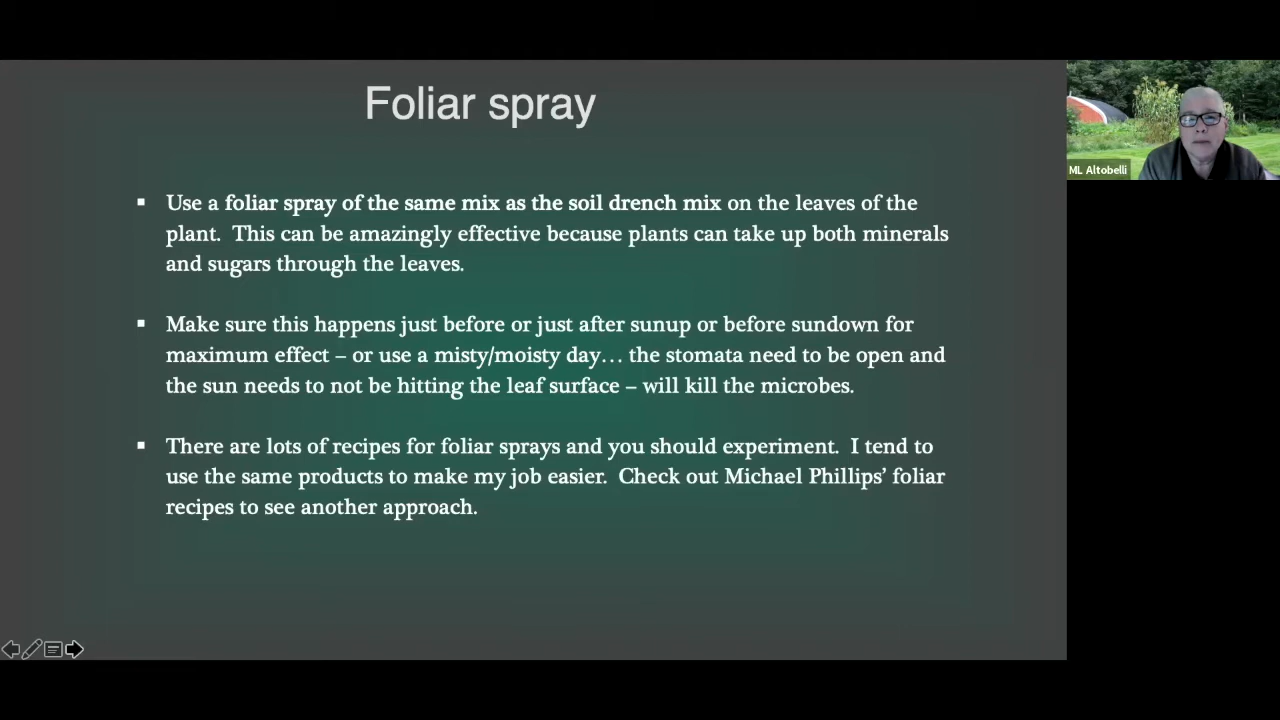 Foliar spray
ML Altobelli
▪ Use a foliar spray of the same mix as the soil drench mix on the leaves of the
plant.  This can be amazingly effective because plants can take up both minerals
and sugars through the leaves.
▪ Make sure this happens just before or just after sunup or before sundown for
maximum effect – or use a misty/moisty day… the stomata need to be open and
the sun needs to not be hitting the leaf surface – will kill the microbes.
▪ There are lots of recipes for foliar sprays and you should experiment.  I tend to
use the same products to make my job easier.  Check out Michael Phillips’ foliar
recipes to see another approach.